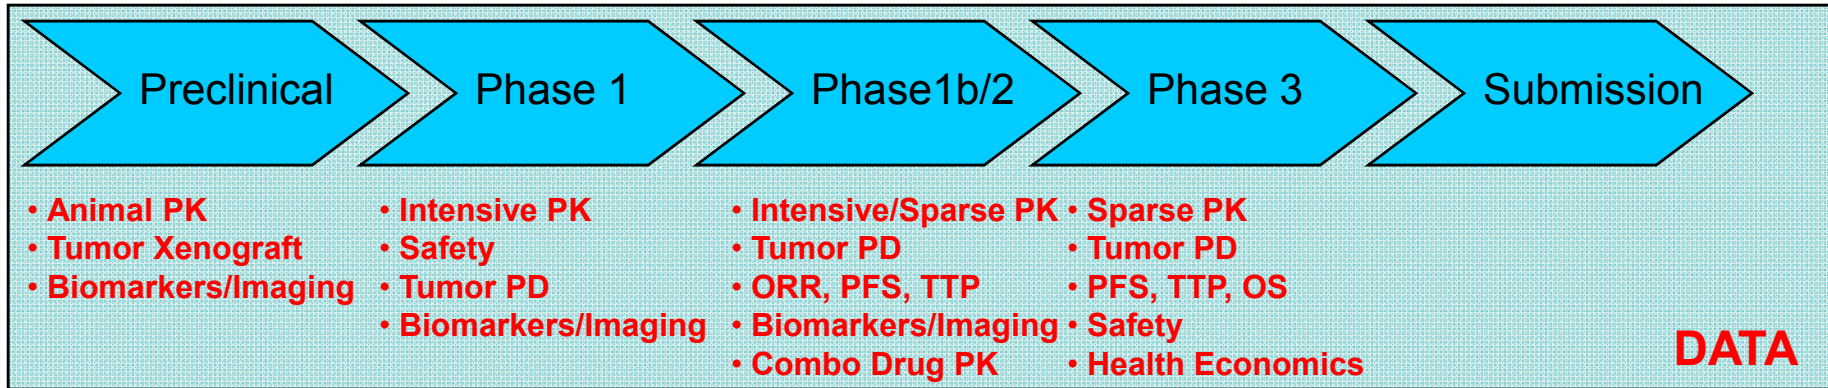 Preclinical
Phase 1
Phase1b/2
Phase 3
Submission
• Animal PK
• Tumor Xenograft
• Biomarkers/Imaging
• Intensive PK
• Safety
• Tumor PD
• Biomarkers/Imaging
• Intensive/Sparse PK
• Tumor PD
• ORR, PFS, TTP
• Biomarkers/Imaging
• Combo Drug PK
• Sparse PK
• Tumor PD
• PFS, TTP, OS
• Safety
• Health Economics
DATA